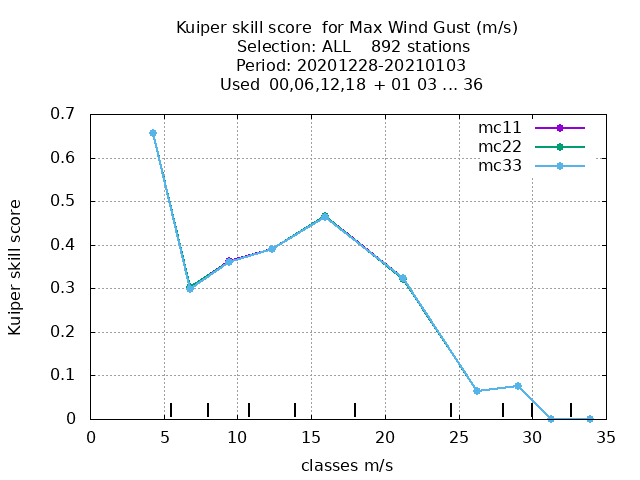 Kuiper skill score  for Max Wind Gust (m/s)
Selection: ALL    892 stations
Period: 20201228-20210103
Used  00,06,12,18  + 01 03 ... 36
0.7
0.6
0.5
0.4
0.3
0.2
0.1
0
Kuiper skill score
mc11
mc22
mc33
0 5 10 15 20 25 30 35
classes m/s